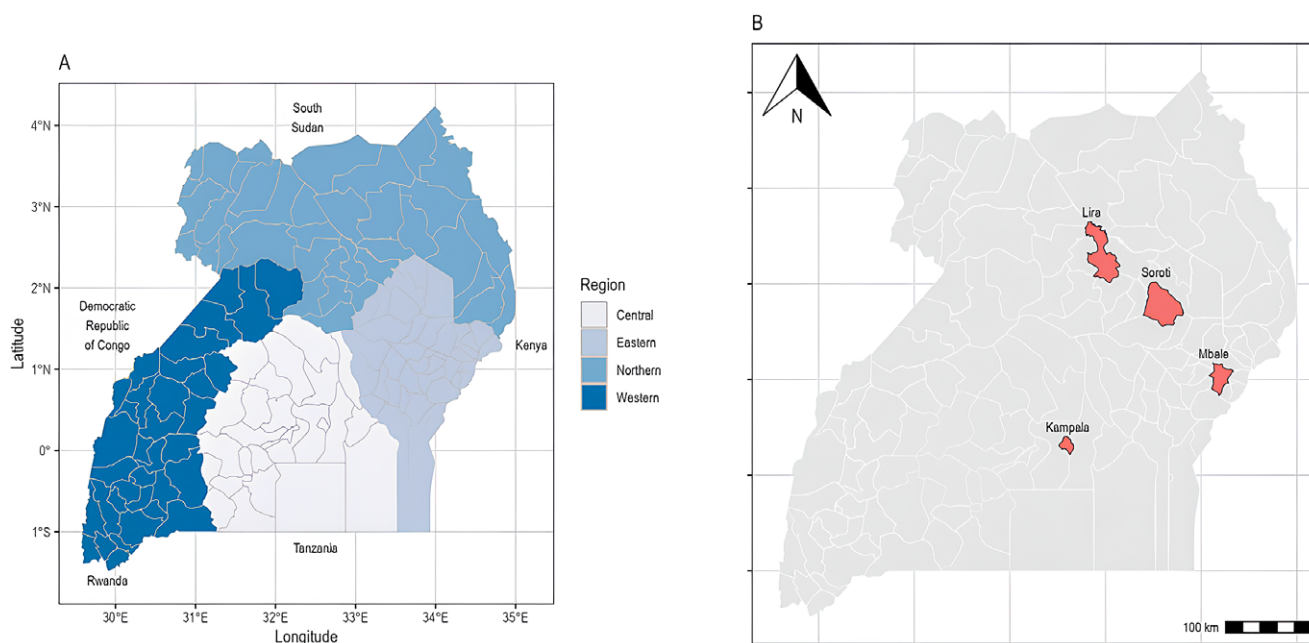 A
South
Sudan
4°N
3°N
2°N
1°N
0°
1°S
Latitude
Democratic
Republic
of Congo
Kenya
Tanzania
Rwanda
30°E
31°E
32°E
33°E
34°E
35°E
Longitude
Region
Central
Eastern
Northern
Western
B
N
Lira
Soroti
Mbale
Kampala
100 km